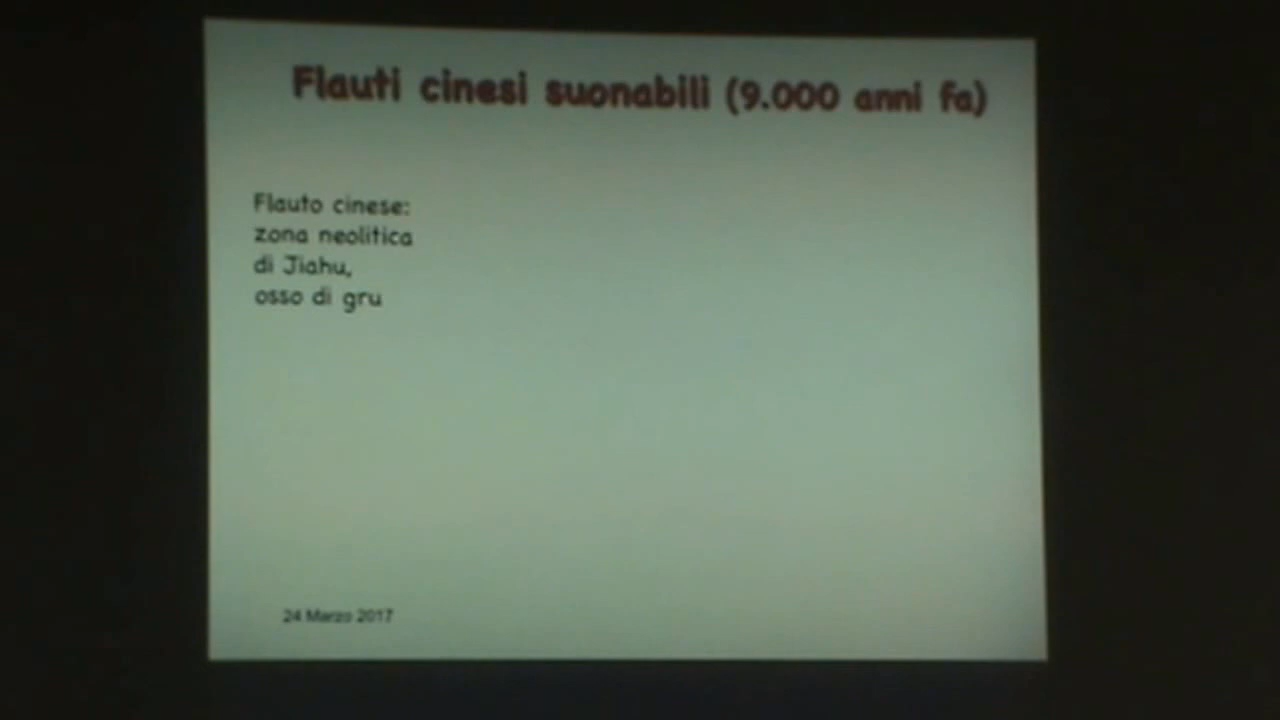 Flauti cinesi suonabili (9.000 anni fa)
Flauto cinese:
zona neolitica
di Jiahu,
osso di gru
24 Marzo 2017